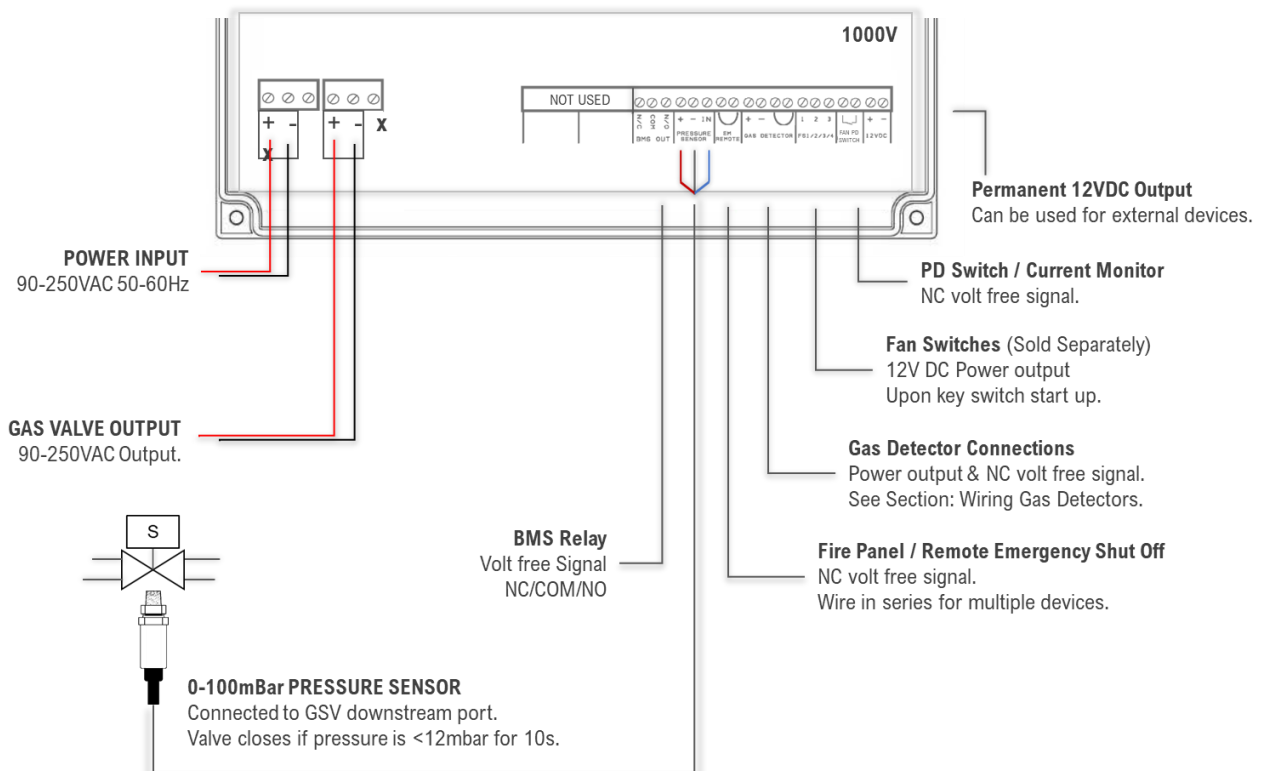 1000V
NOT USED
+ - + - X
X
N/C COM N/O + - IN + - 1 2 3 + -
BMG OUT PRESSURE SENSOR EM REMOTE GAS DETECTOR FS1/2/3/4 FAN PD SWITCH 12VDC
Permanent 12VDC Output
Can be used for external devices.
POWER INPUT
90-250VAC 50-60Hz
PD Switch / Current Monitor
NC volt free signal.
Fan Switches (Sold Separately)
12V DC Power output
Upon key switch start up.
GAS VALVE OUTPUT
90-250VAC Output.
Gas Detector Connections
Power output & NC volt free signal.
See Section: Wiring Gas Detectors.
S
BMS Relay
Volt free Signal
NC/COM/NO
Fire Panel / Remote Emergency Shut Off
NC volt free signal.
Wire in series for multiple devices.
0-100mBar PRESSURE SENSOR
Connected to GSV downstream port.
Valve closes if pressure is <12mbar for 10s.